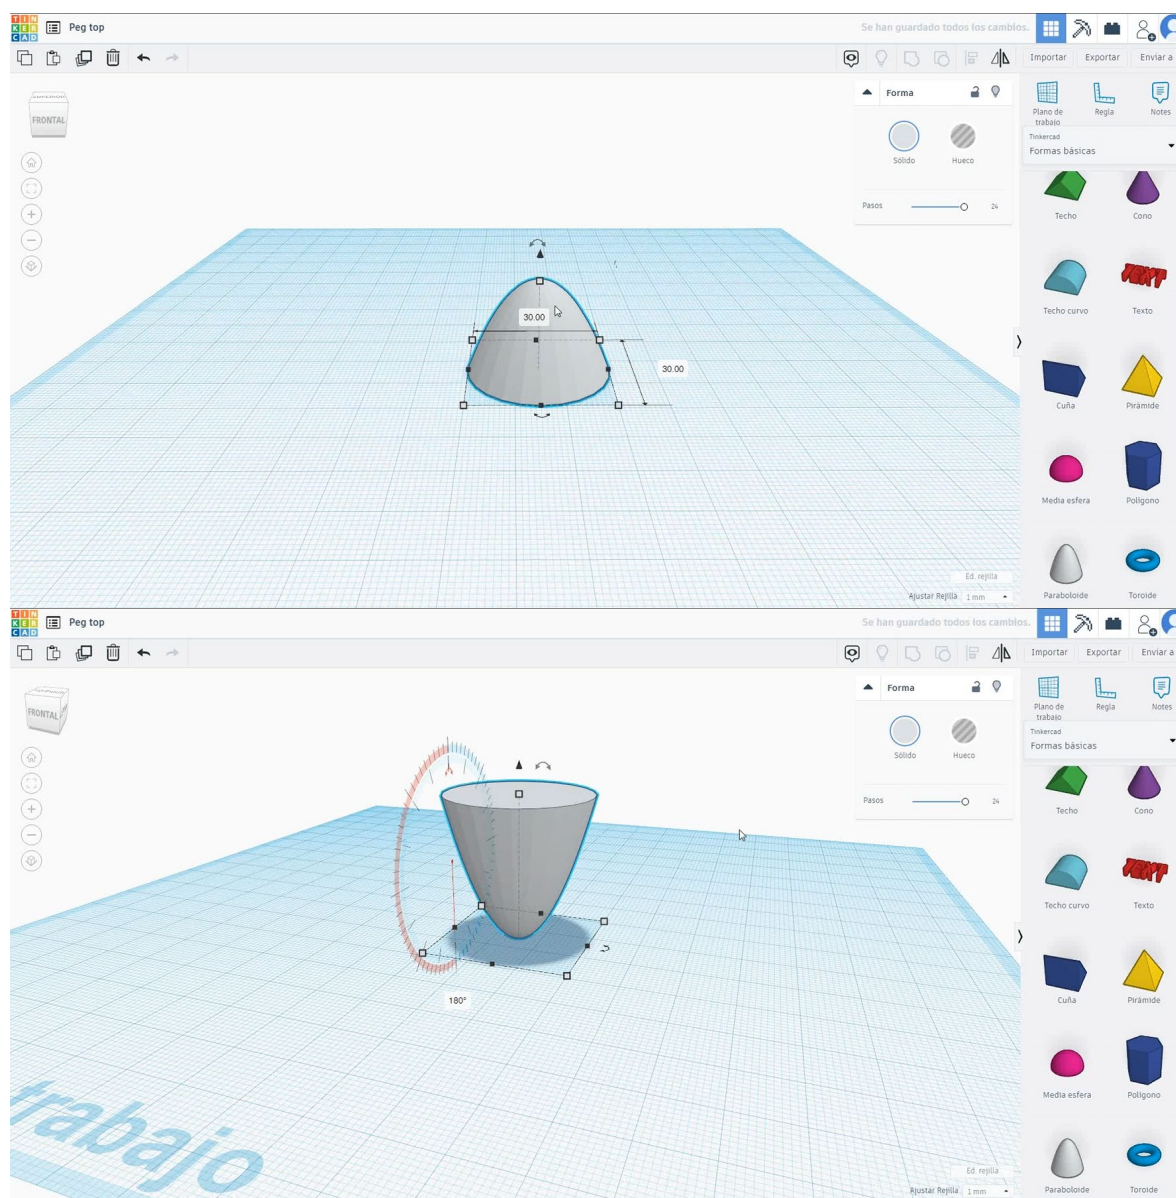 TIN
KER
CAD
Peg top
Se han guardado todos los cambios.
Importar
Exportar
Enviar a
SUPERIOR
FRONTAL
Forma
Sólido
Hueco
Pasos
24
Plano de
trabajo
Regla
Notes
Tinkercad
Formas básicas
Techo
Cono
Techo curvo
TEXT
Texto
Cuña
Pirámide
Media esfera
Polígono
Paraboloide
Toroide
30.00
30.00
Ed. rejilla
Ajustar Rejilla
1 mm
TIN
KER
CAD
Peg top
Se han guardado todos los cambios.
Importar
Exportar
Enviar a
FRONTAL
Forma
Sólido
Hueco
Pasos
24
Plano de
trabajo
Regla
Notes
Tinkercad
Formas básicas
Techo
Cono
Techo curvo
TEXT
Texto
Cuña
Pirámide
Media esfera
Polígono
Paraboloide
Toroide
180°
trabajo
Ed. rejilla
Ajustar Rejilla
1 mm